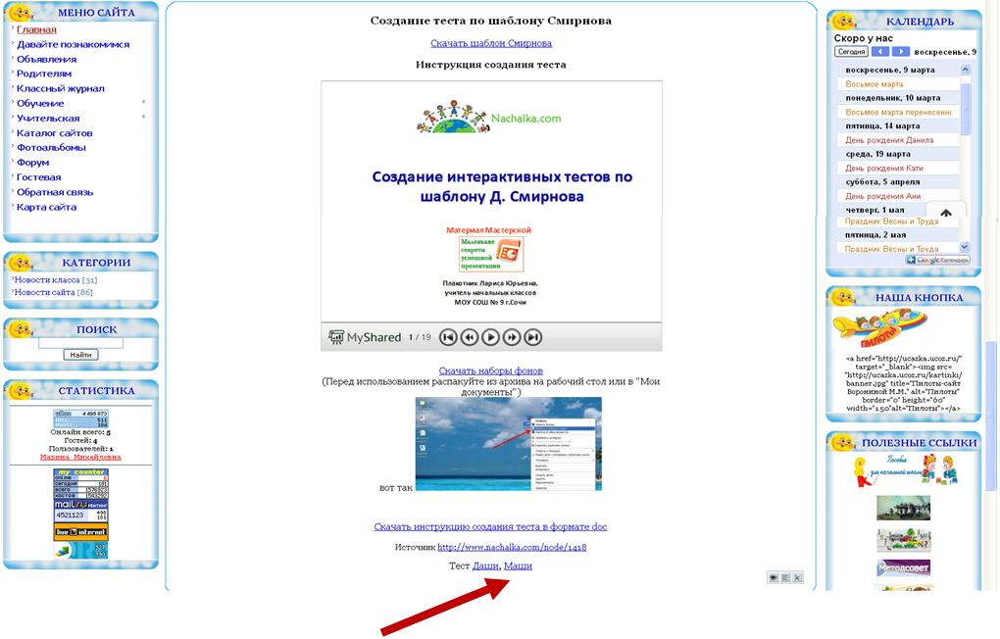 МЕНЮ САЙТА
Главная
Давайте познакомимся
Объявления
Родителям
Классный журнал
Обучение
Учительская
Каталог сайтов
Фотоальбомы
Форум
Гостевая
Обратная связь
Карта сайта
КАТЕГОРИИ
Новости класса [31]
Новости сайта [86]
ПОИСК
Найти
СТАТИСТИКА
Онлайн всего: 5
Гостей: 4
Пользователей: 1
Марина_Михайловна
my counter
online 6
сегодня 181
всего
хостов
mail.ru РЕЙТИНГ
4521123
live internet
Создание теста по шаблону Смирнова
Скачать шаблон Смирнова
Инструкция создания теста
Nachalka.com
Создание интерактивных тестов по
шаблону Д. Смирнова
Материал Мастерской
Маленькие
секреты
успешной
презентации
Плахотник Лариса Юрьевна,
учитель начальных классов
МОУ СОШ № 9 г.Сочи
MyShared 1 / 19
Скачать наборы фонов
(Перед использованием распакуйте из архива на рабочий стол или в "Мои
документы")
вот так
Скачать инструкцию создания теста в формате doc
Источник http://www.nachalka.com/node/1418
Тест Даши, Маши
КАЛЕНДАРЬ
Скоро у нас
Сегодня воскресенье, 9
воскресенье, 9 марта
Восьмое марта
понедельник, 10 марта
Восьмое марта перенесенн
пятница, 14 марта
День рождения Данила
среда, 19 марта
День рождения Кати
суббота, 5 апреля
День рождения Ани
четверг, 1 мая
Праздник Весны и Труда
пятница, 2 мая
Праздник Весны и Труда
Google Календарь
НАША КНОПКА
ПИЛОТЫ
<a href="http://ucazka.ucoz.ru/"
target="_blank"><img src=
"http://ucazka.ucoz.ru/kartinki/
banner.jpg" title="Пилоты-сайт
Ворониной М.М." alt="Пилоты"
border="0" height="60"
width="150"alt="Пилоты"></a>
ПОЛЕЗНЫЕ ССЫЛКИ
Пособия
для начальной школы
Методсовет